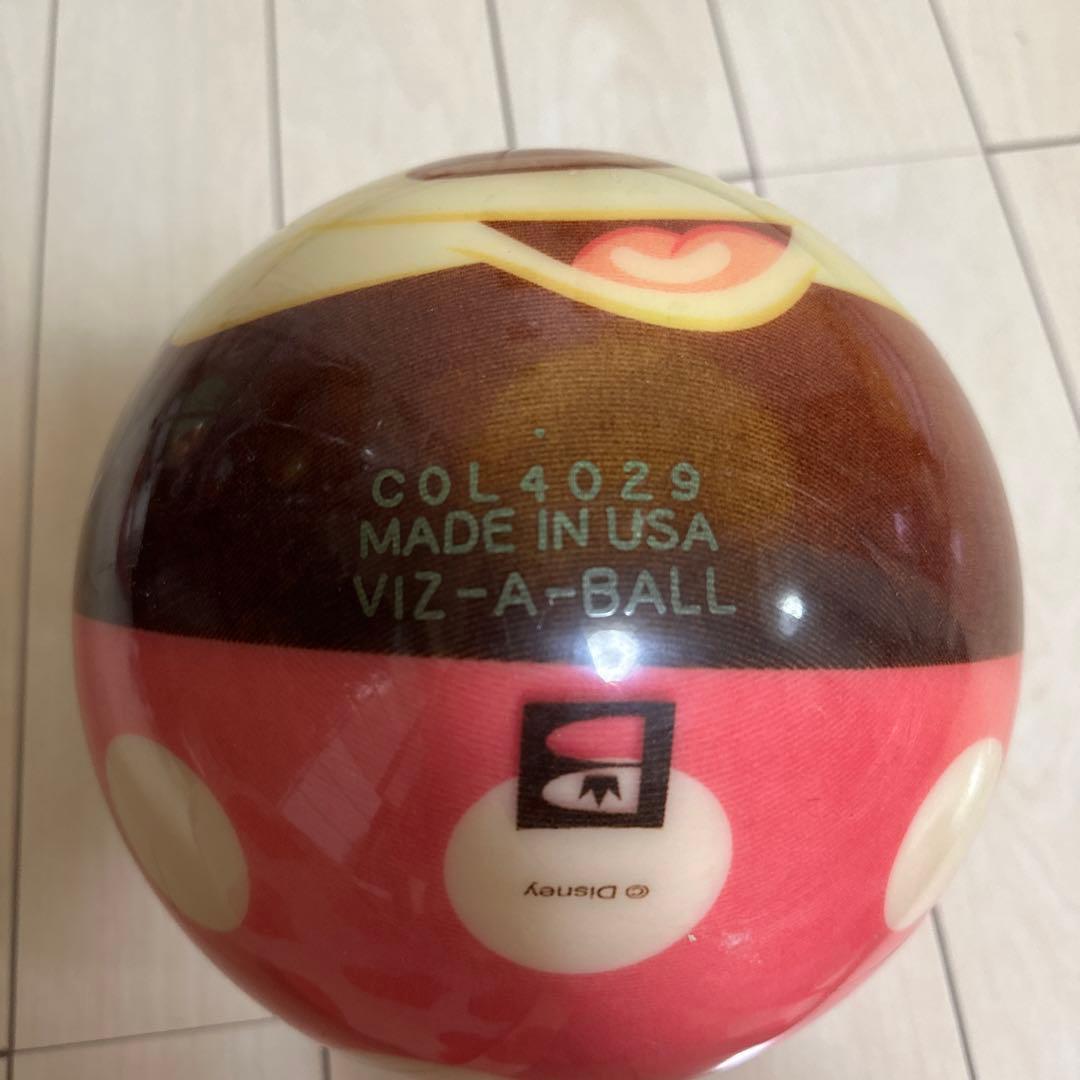 COL4029
MADE IN USA
VIZ-A-BALL
© Disney